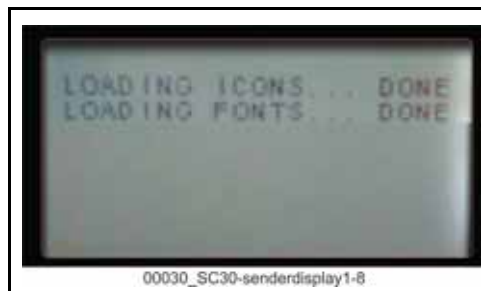 LOADING ICONS... DONE
LOADING FONTS... DONE
00030_SC30-senderdisplay1-8